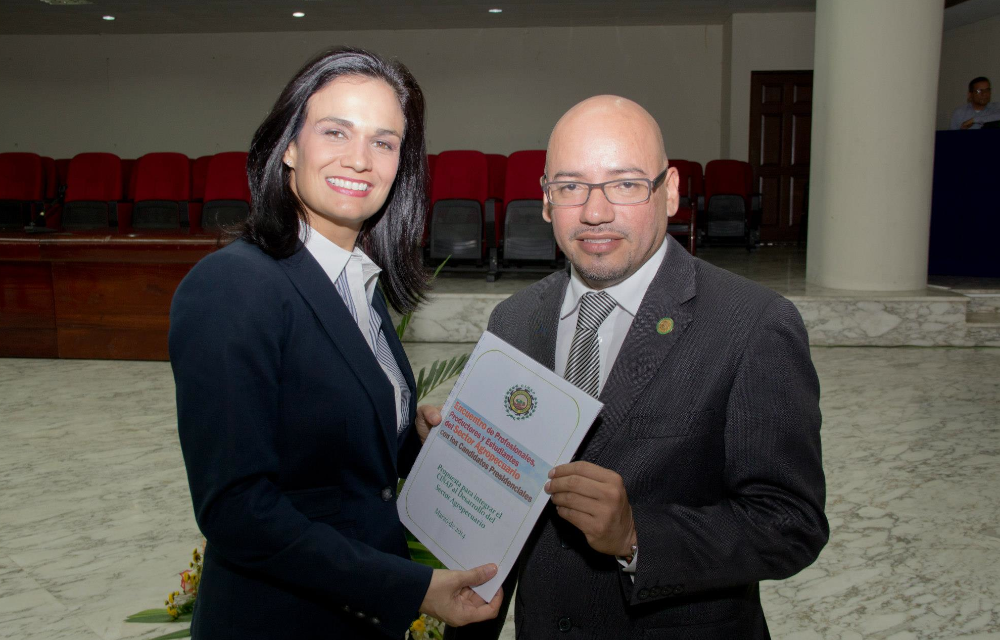 C.I.N.A.P.
Encuentro de Profesionales,
Productores y Estudiantes
del Sector Agropecuario
con los Candidatos Presidenciales
Propuesta para integrar el
CINAP al Desarrollo del
Sector Agropecuario
Marzo de 2014